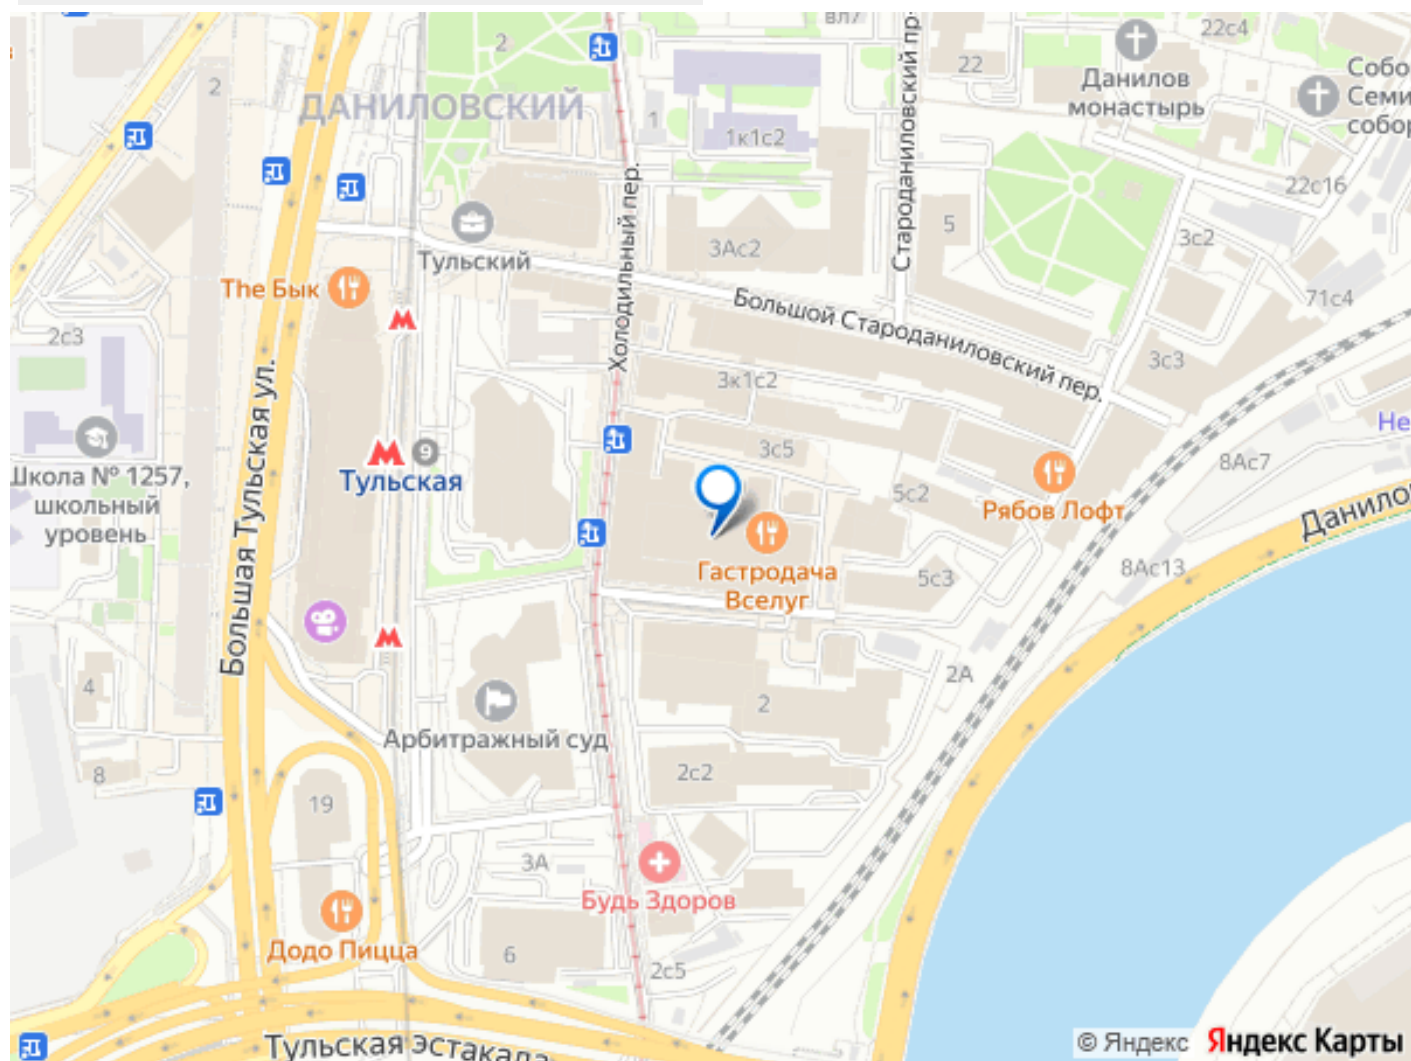 вл7
22с4
2
22
Данилов
монастырь
Собо
Семи
собор
2
ДАНИЛОВСКИЙ
Староданиловский пр-
1
1к1с2
Холодильный пер.
22с16
5
3с2
3Ас2
Тульский
The Бык
71с4
Большой Староданиловский пер.
2с3
3с3
3к1с2
Не
Большая Тульская ул.
9
Тульская
3с5
8Ас7
Школа № 1257,
школьный
уровень
5с2
Рябов Лофт
Данило
8Ас13
Гастродача
Вселуг
5с3
2А
4
2
Арбитражный суд
8
2с2
19
3А
Будь Здоров
Додо Пицца
6
2с5
Тульская эстакада
© Яндекс Яндекс Карты